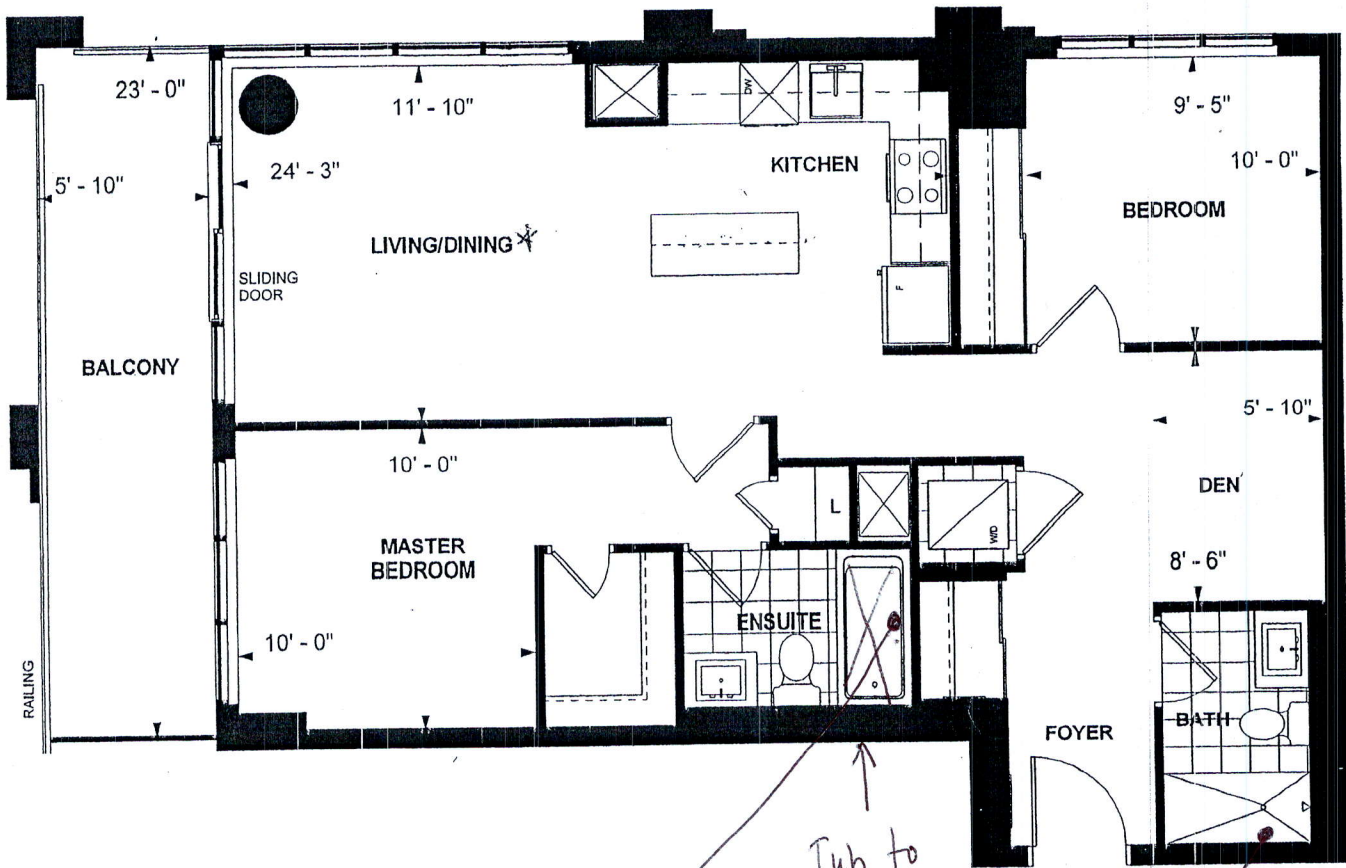 23' - 0"
11' - 10"
9' - 5"
DW
5' - 10"
24' - 3"
KITCHEN
10' - 0"
BEDROOM
LIVING/DINING
SLIDING
DOOR
F
BALCONY
5' - 10"
10' - 0"
DEN
L
W/D
MASTER
BEDROOM
8' - 6"
ENSUITE
10' - 0"
RAILING
BATH
FOYER
Tub to